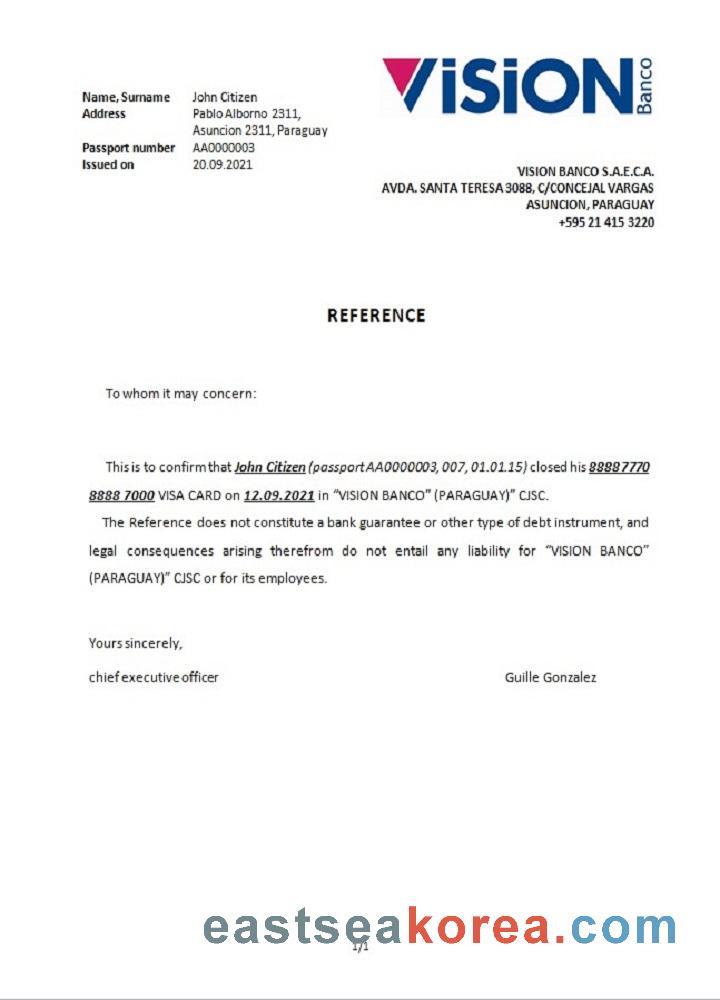 ViSiON Banco
Name, Surname John Citizen
Address Pablo Alborno 2311,
Asuncion 2311, Paraguay
Passport number AA0000003
Issued on 20.09.2021
VISION BANCO S.A.E.C.A.
AVDA. SANTA TERESA 3088, C/CONCEJAL VARGAS
ASUNCION, PARAGUAY
+595 21 415 3220
REFERENCE
To whom it may concern:
This is to confirm that John Citizen (passport AA0000003, 007, 01.01.15) closed his 8888 7770
8888 7000 VISA CARD on 12.09.2021 in “VISION BANCO” (PARAGUAY)” CJSC.
The Reference does not constitute a bank guarantee or other type of debt instrument, and
legal consequences arising therefrom do not entail any liability for “VISION BANCO”
(PARAGUAY)” CJSC or for its employees.
Yours sincerely,
chief executive officer Guille Gonzalez
eastseakorea.com
1/1